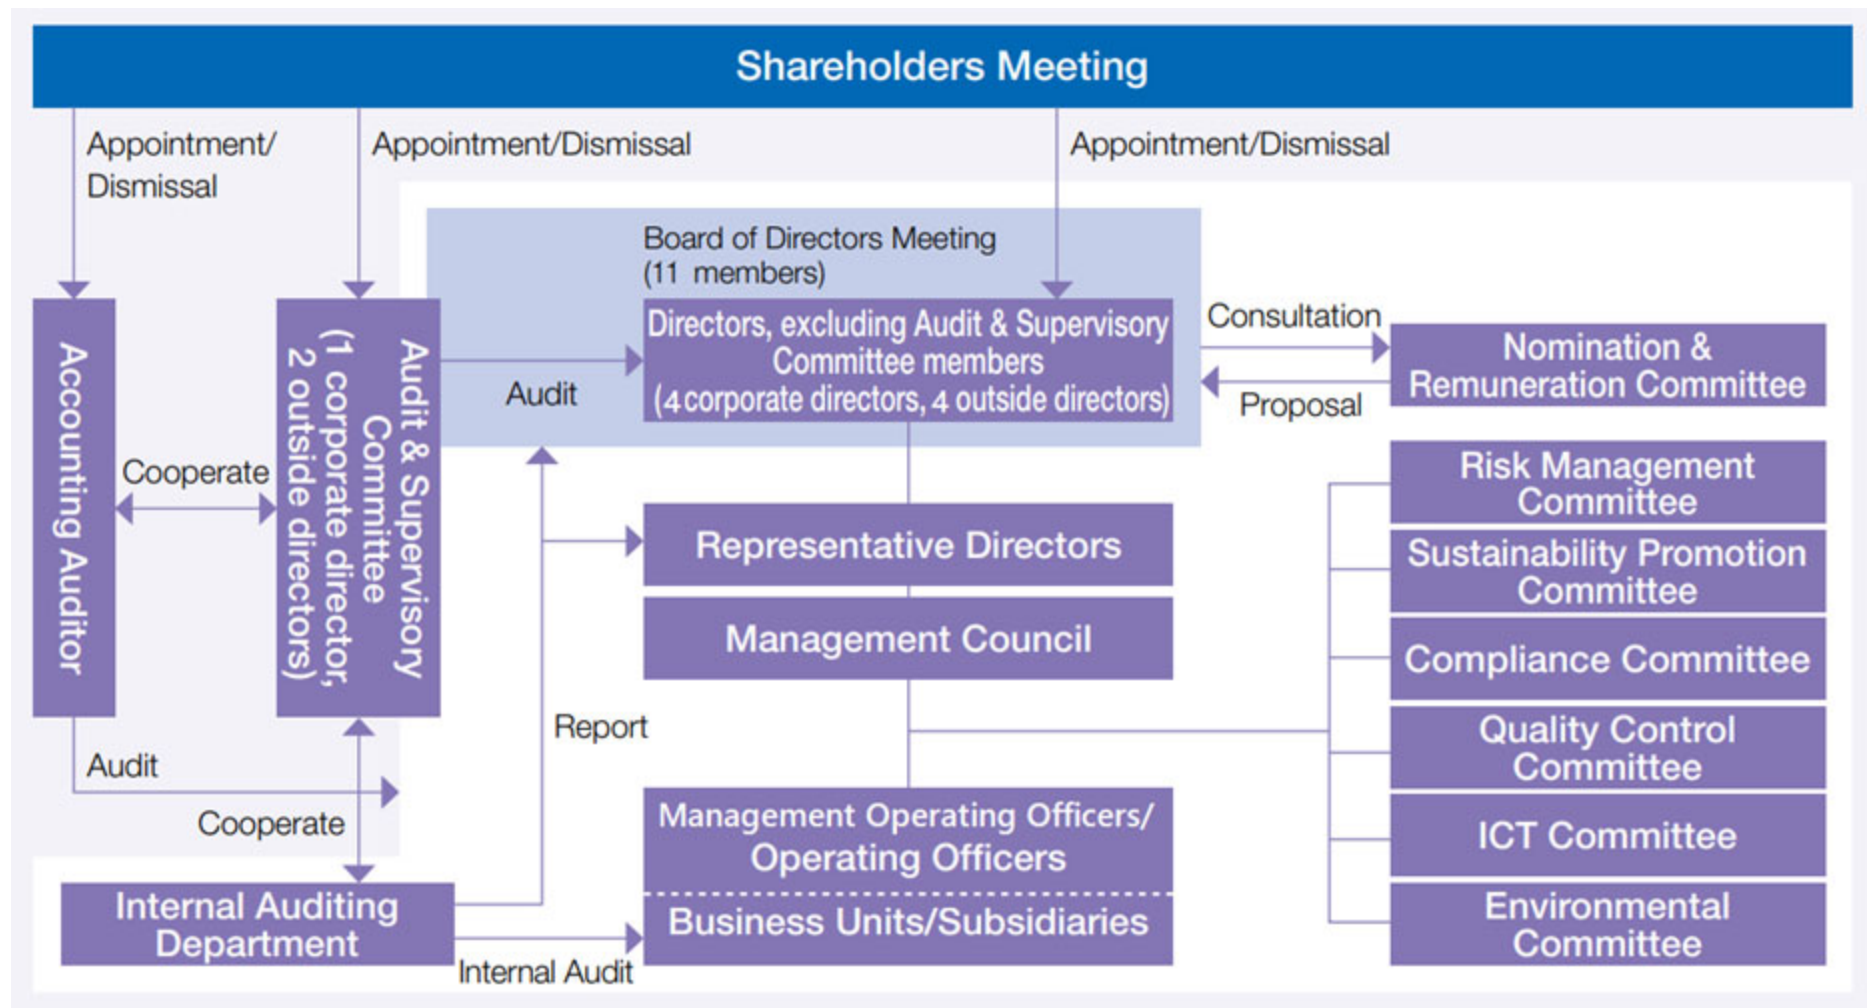 Shareholders Meeting
Appointment/
Dismissal
Appointment/Dismissal
Appointment/Dismissal
Board of Directors Meeting
(11 members)
Accounting Auditor
Cooperate
Audit & Supervisory
Committee
(1 corporate director,
2 outside directors)
Audit
Directors, excluding Audit & Supervisory
Committee members
(4 corporate directors, 4 outside directors)
Consultation
Proposal
Nomination &
Remuneration Committee
Representative Directors
Management Council
Risk Management
Committee
Sustainability Promotion
Committee
Compliance Committee
Quality Control
Committee
ICT Committee
Environmental
Committee
Report
Audit
Cooperate
Management Operating Officers/
Operating Officers
Business Units/Subsidiaries
Internal Auditing
Department
Internal Audit